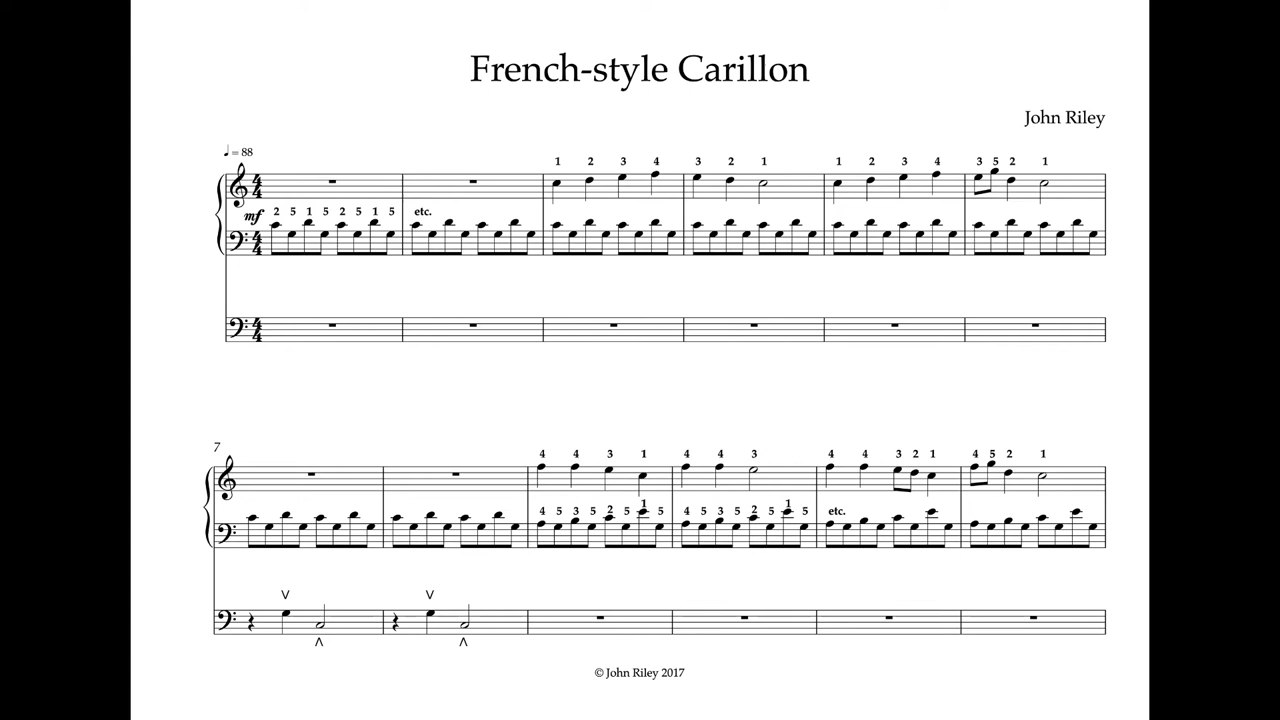 French-style Carillon
John Riley
♩ = 88
1 2 3 4 3 2 1 1 2 3 4 3 5 2 1
mf 2 5 1 5 2 5 1 5 etc.
7
4 4 3 1 4 4 3 4 4 3 2 1 4 5 2 1
4 5 3 5 2 5 1 5 4 5 3 5 2 5 1 5 etc.
© John Riley 2017